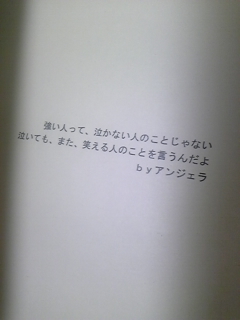 強い人って、泣かない人のことじゃない
泣いても、また、笑える人のことを言うんだよ
ｂｙアンジェラ